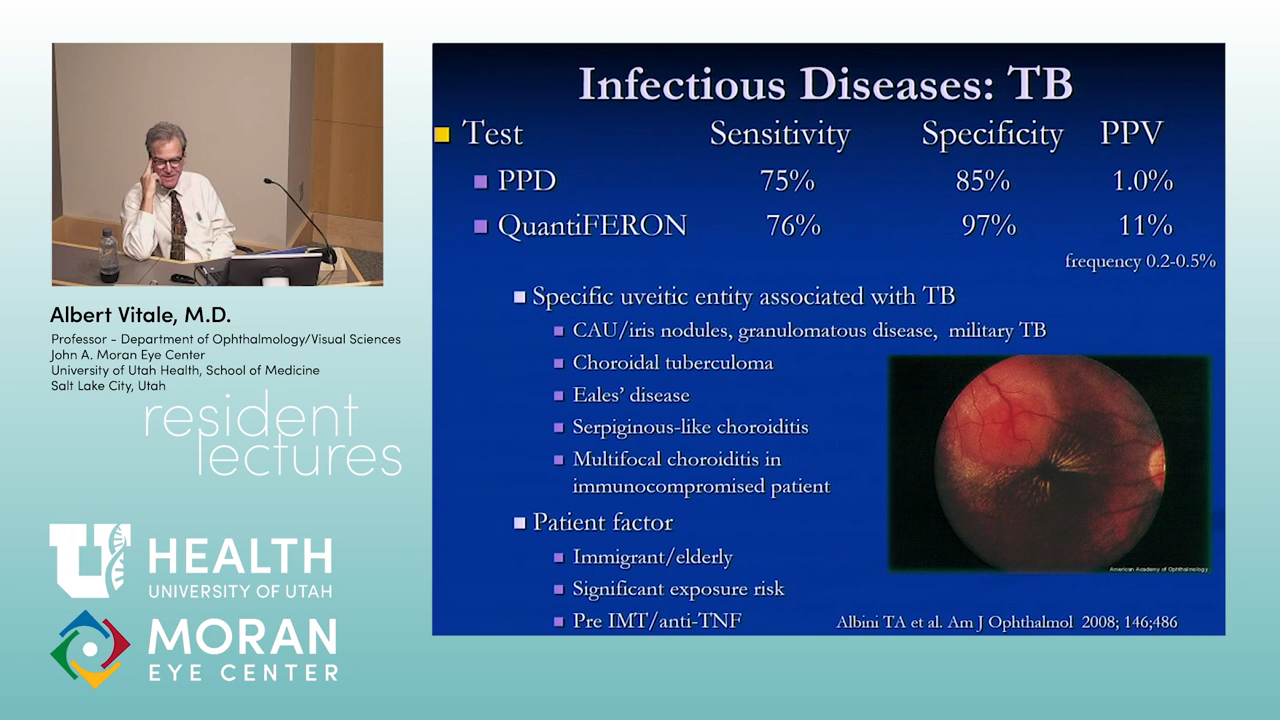 Infectious Diseases: TB
Test Sensitivity Specificity PPV
PPD 75% 85% 1.0%
QuantiFERON 76% 97% 11%
frequency 0.2-0.5%
Specific uveitic entity associated with TB
CAU/iris nodules, granulomatous disease, military TB
Choroidal tuberculoma
Eales' disease
Serpiginous-like choroiditis
Multifocal choroiditis in
immunocompromised patient
Patient factor
Immigrant/elderly
Significant exposure risk
Pre IMT/anti-TNF
American Academy of Ophthalmology
Albini TA et al. Am J Ophthalmol 2008; 146;486
Albert Vitale, M.D.
Professor - Department of Ophthalmology/Visual Sciences
John A. Moran Eye Center
University of Utah Health, School of Medicine
Salt Lake City, Utah
resident
lectures
U HEALTH
UNIVERSITY OF UTAH
MORAN
EYE CENTER